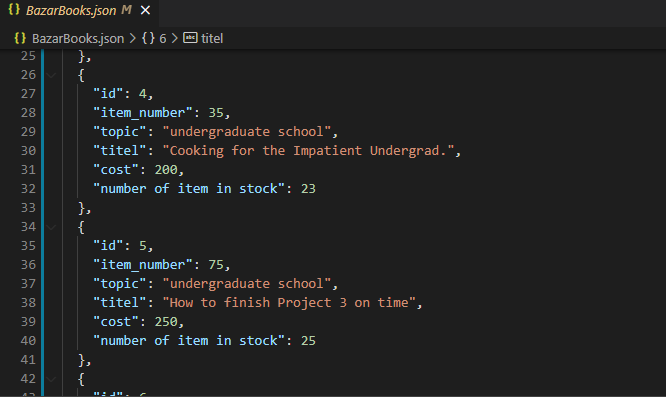 {} BazarBooks.json M ×
{} BazarBooks.json > {} 6 > abc titel
25 },
26 {
27 "id": 4,
28 "item_number": 35,
29 "topic": "undergraduate school",
30 "titel": "Cooking for the Impatient Undergrad.",
31 "cost": 200,
32 "number of item in stock": 23
33 },
34 {
35 "id": 5,
36 "item_number": 75,
37 "topic": "undergraduate school",
38 "titel": "How to finish Project 3 on time",
39 "cost": 250,
40 "number of item in stock": 25
41 },
42 {